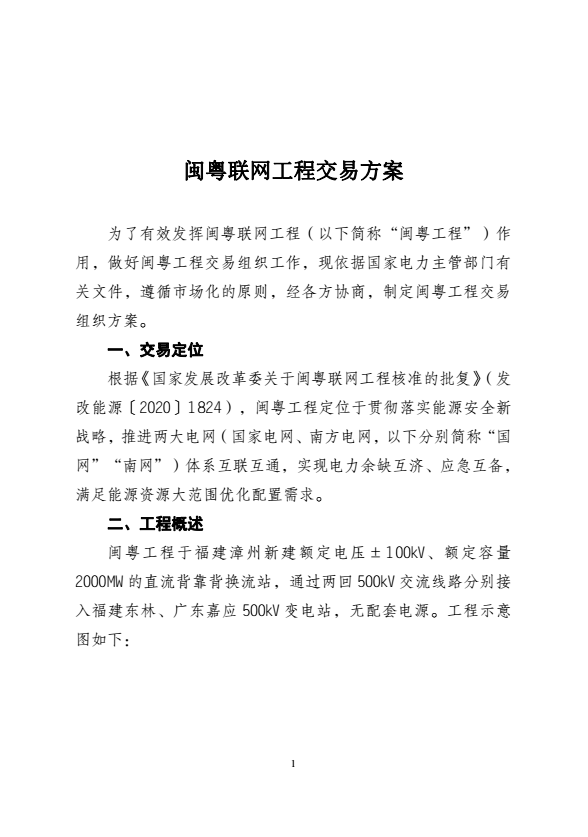 闽粤联网工程交易方案
为了有效发挥闽粤联网工程（以下简称“闽粤工程”）作
用，做好闽粤工程交易组织工作，现依据国家电力主管部门有
关文件，遵循市场化的原则，经各方协商，制定闽粤工程交易
组织方案。
一、交易定位
根据《国家发展改革委关于闽粤联网工程核准的批复》（发
改能源〔2020〕1824），闽粤工程定位于贯彻落实能源安全新
战略，推进两大电网（国家电网、南方电网，以下分别简称“国
网”“南网”）体系互联互通，实现电力余缺互济、应急互备，
满足能源资源大范围优化配置需求。
二、工程概述
闽粤工程于福建漳州新建额定电压±100kV、额定容量
2000MW的直流背靠背换流站，通过两回500kV交流线路分别接
入福建东林、广东嘉应500kV变电站，无配套电源。工程示意
图如下：
1